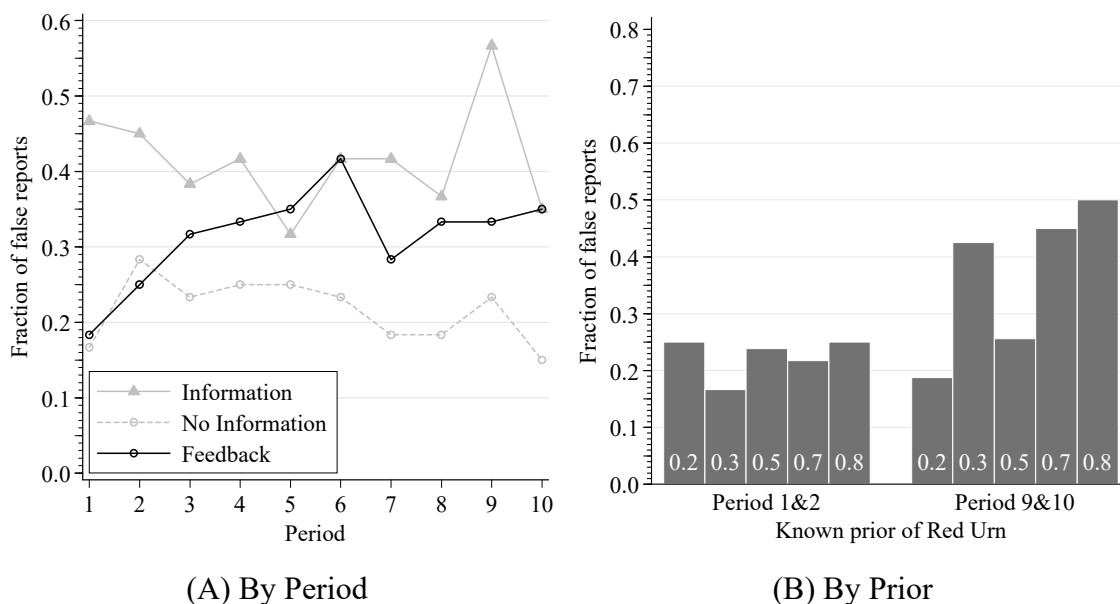 0.6
0.5
0.4
0.3
0.2
0.1
0.0
Fraction of false reports
Information
No Information
Feedback
1 2 3 4 5 6 7 8 9 10
Period
(A) By Period
0.8
0.7
0.6
0.5
0.4
0.3
0.2
0.1
0.0
Fraction of false reports
0.2 0.3 0.5 0.7 0.8 0.2 0.3 0.5 0.7 0.8
Period 1&2 Period 9&10
Known prior of Red Urn
(B) By Prior